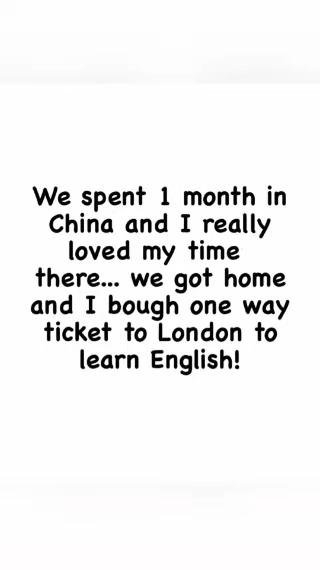 We spent 1 month in
China and I really
loved my time
there... we got home
and I bough one way
ticket to London to
learn English!